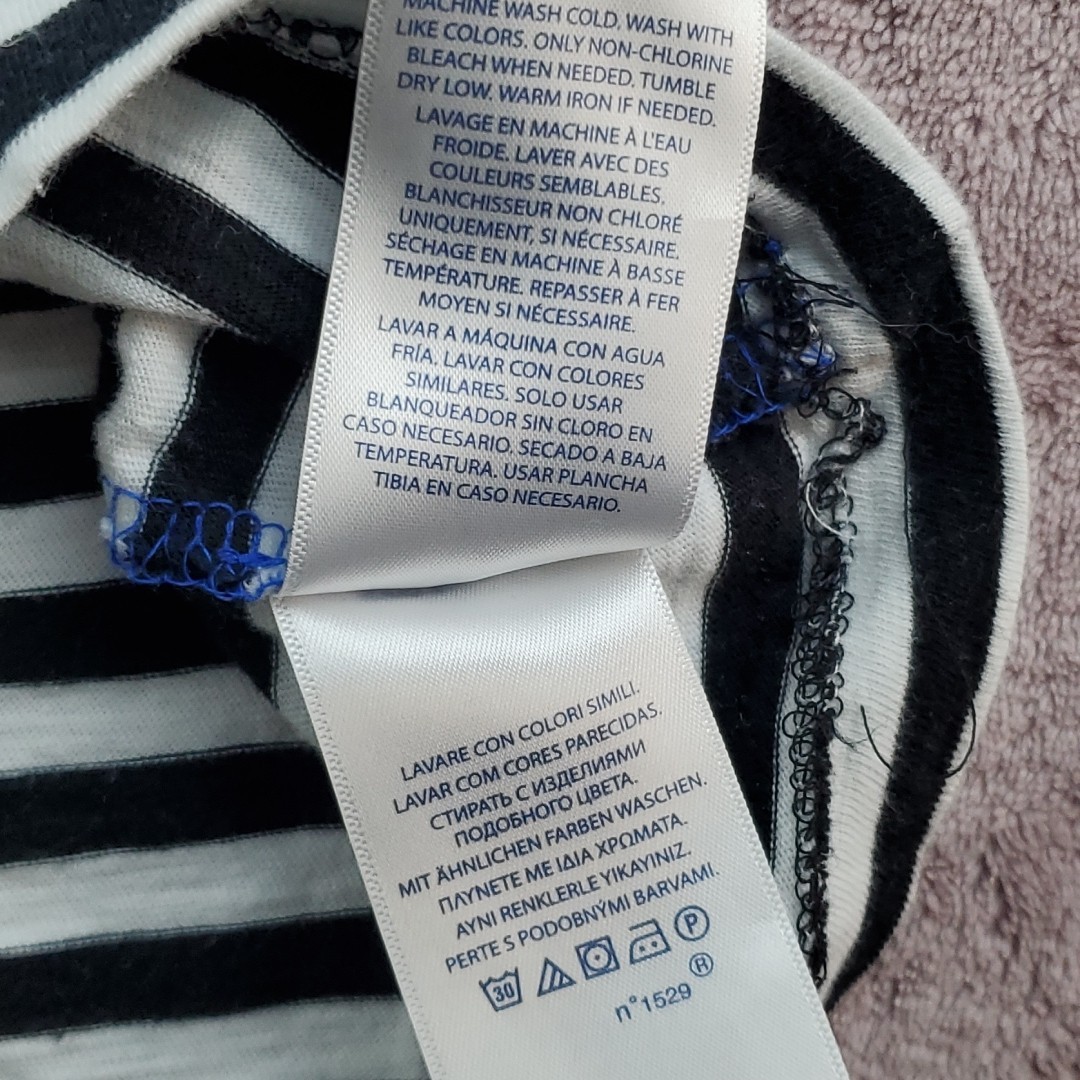 MACHINE WASH COLD. WASH WITH
LIKE COLORS. ONLY NON-CHLORINE
BLEACH WHEN NEEDED. TUMBLE
DRY LOW. WARM IRON IF NEEDED.
LAVAGE EN MACHINE À L'EAU
FROIDE. LAVER AVEC DES
COULEURS SEMBLABLES.
BLANCHISSEUR NON CHLORÉ
UNIQUEMENT, SI NÉCESSAIRE.
SÉCHAGE EN MACHINE À BASSE
TEMPÉRATURE. REPASSER À FER
MOYEN SI NÉCESSAIRE.
LAVAR A MÁQUINA CON AGUA
FRÍA. LAVAR CON COLORES
SIMILARES. SOLO USAR
BLANQUEADOR SIN CLORO EN
CASO NECESARIO. SECADO A BAJA
TEMPERATURA. USAR PLANCHA
TIBIA EN CASO NECESARIO.
LAVARE CON COLORI SIMILI.
LAVAR COM CORES PARECIDAS.
СТИРАТЬ С ИЗДЕЛИЯМИ
ПОДОБНОГО ЦВЕТА.
MIT ÄHNLICHEN FARBEN WASCHEN.
ΠΛΥΝΕΤΕ ΜΕ ΙΔΙΑ ΧΡΩΜΑΤΑ.
AYNI RENKLERLE YIKAYINIZ.
PERTE S PODOBNÝMI BARVAMI.
30 P
n°1529 ®